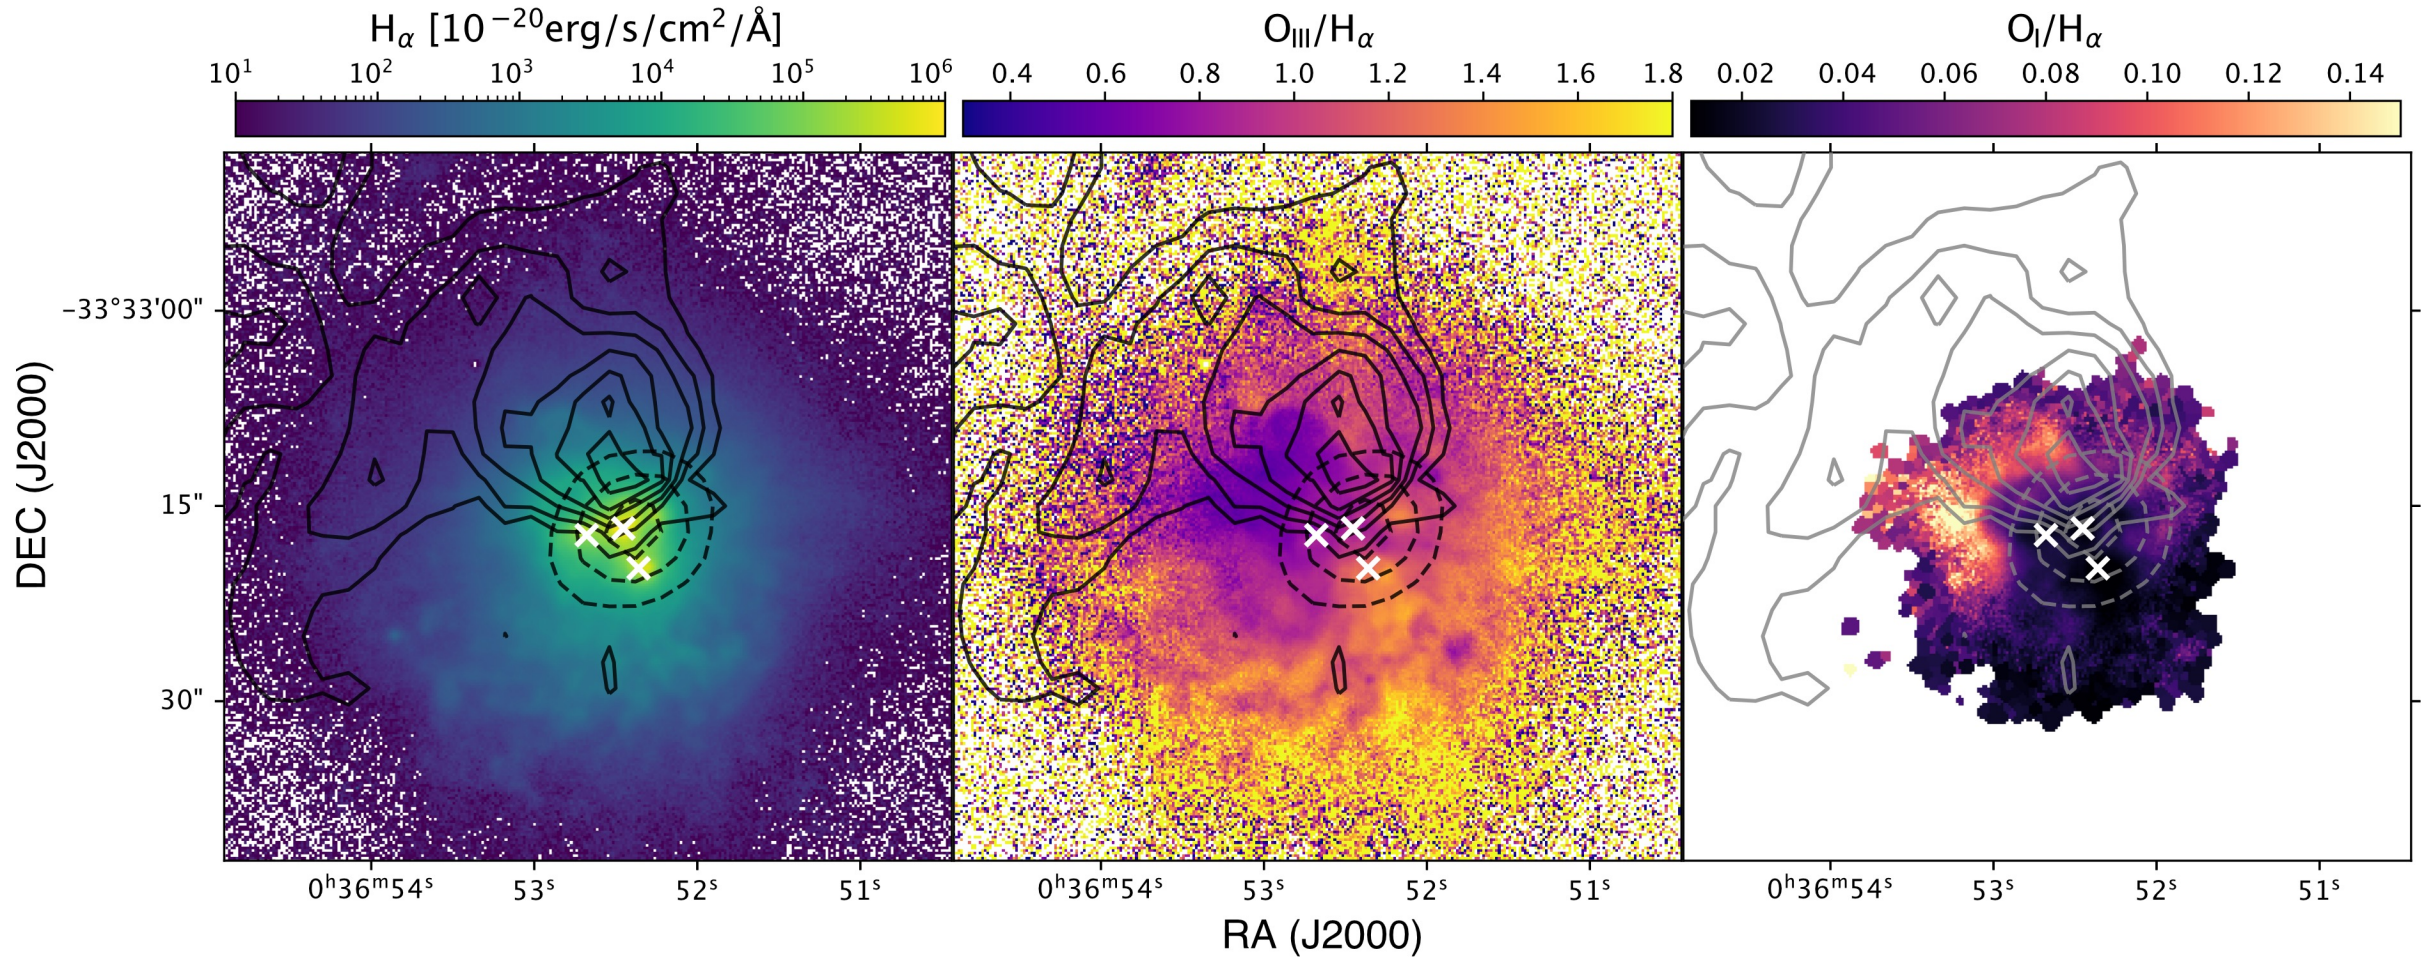 Hα [10⁻²⁰erg/s/cm²/Å]
10¹ 10² 10³ 10⁴ 10⁵ 10⁶
OIII/Hα
0.4 0.6 0.8 1.0 1.2 1.4 1.6 1.8
OI/Hα
0.02 0.04 0.06 0.08 0.10 0.12 0.14
DEC (J2000)
−33°33'00"
15"
30"
0ʰ36ᵐ54ˢ 53ˢ 52ˢ 51ˢ
0ʰ36ᵐ54ˢ 53ˢ 52ˢ 51ˢ
0ʰ36ᵐ54ˢ 53ˢ 52ˢ 51ˢ
RA (J2000)